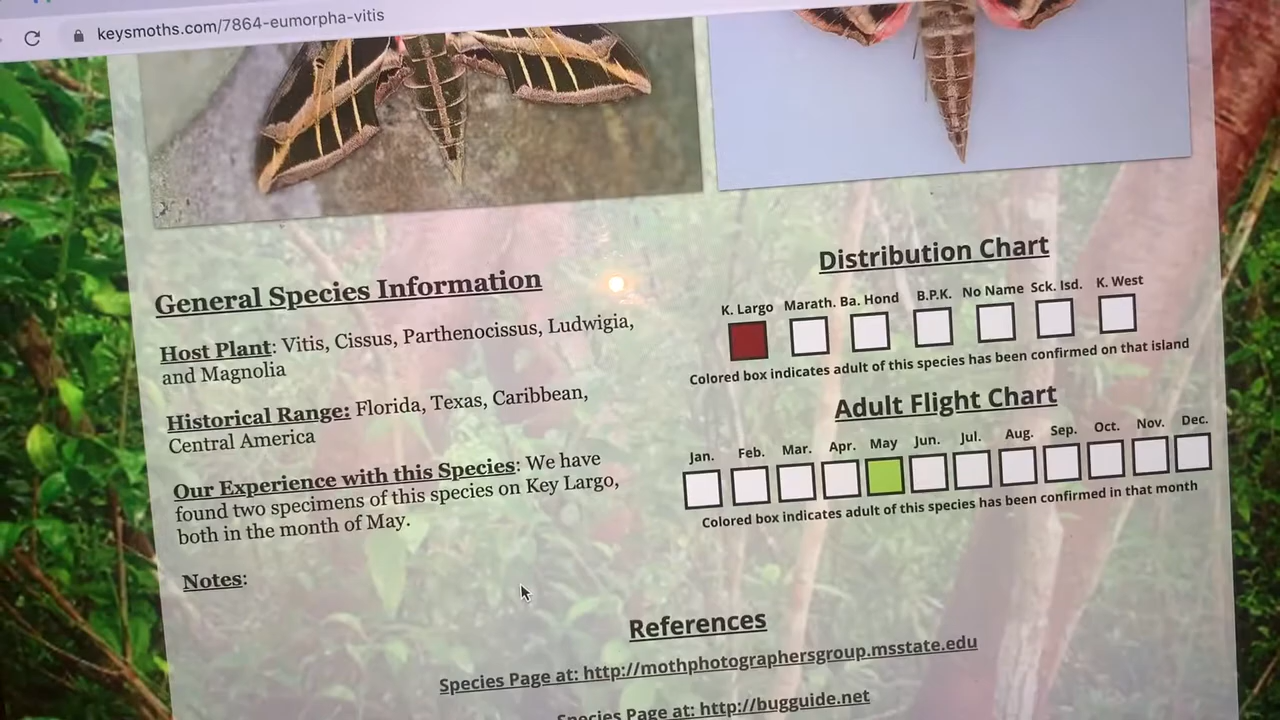 keysmoths.com/7864-eumorpha-vitis
General Species Information
Host Plant: Vitis, Cissus, Parthenocissus, Ludwigia,
and Magnolia
Historical Range: Florida, Texas, Caribbean,
Central America
Our Experience with this Species: We have
found two specimens of this species on Key Largo,
both in the month of May.
Notes:
Distribution Chart
K. Largo Marath. Ba. Hond B.P.K. No Name Sck. Isd. K. West
Colored box indicates adult of this species has been confirmed on that island
Adult Flight Chart
Jan. Feb. Mar. Apr. May Jun. Jul. Aug. Sep. Oct. Nov. Dec.
Colored box indicates adult of this species has been confirmed in that month
References
Species Page at: http://mothphotographersgroup.msstate.edu
Species Page at: http://bugguide.net